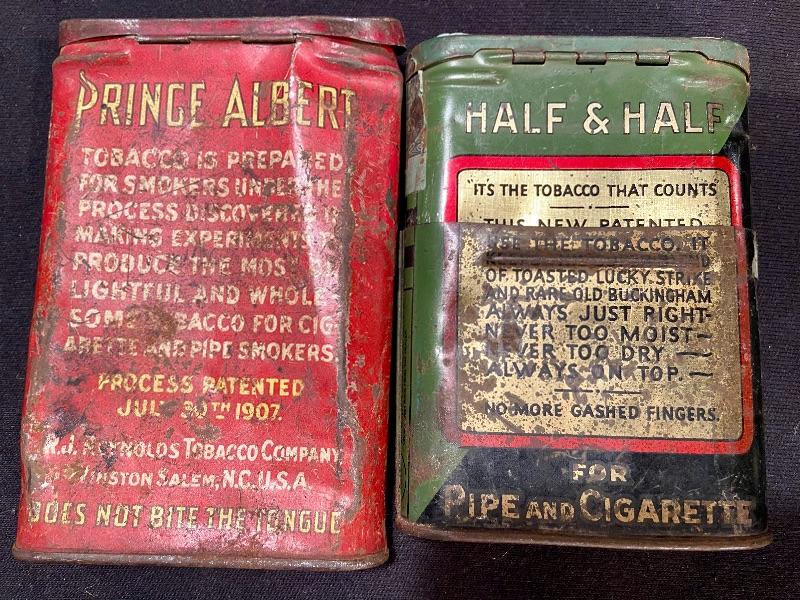 PRINCE ALBERT
TOBACCO IS PREPARED
FOR SMOKERS UNDER THE
PROCESS DISCOVERED IN
MAKING EXPERIMENTS
PRODUCE THE MOST
LIGHTFUL AND WHOLE-
SOME TOBACCO FOR CIG-
ARETTE AND PIPE SMOKERS.
PROCESS PATENTED
JULY 30TH 1907.
R.J. REYNOLDS TOBACCO COMPANY
WINSTON SALEM, N.C. U.S.A.
DOES NOT BITE THE TONGUE
HALF & HALF
"IT'S THE TOBACCO THAT COUNTS"
THIS NEW PATENTED
USE THE TOBACCO. IT
OF TOASTED LUCKY STRIKE
AND RARE OLD BUCKINGHAM
ALWAYS JUST RIGHT-
NEVER TOO MOIST-
NEVER TOO DRY
ALWAYS ON TOP.
NO MORE GASHED FINGERS.
FOR
PIPE AND CIGARETTE